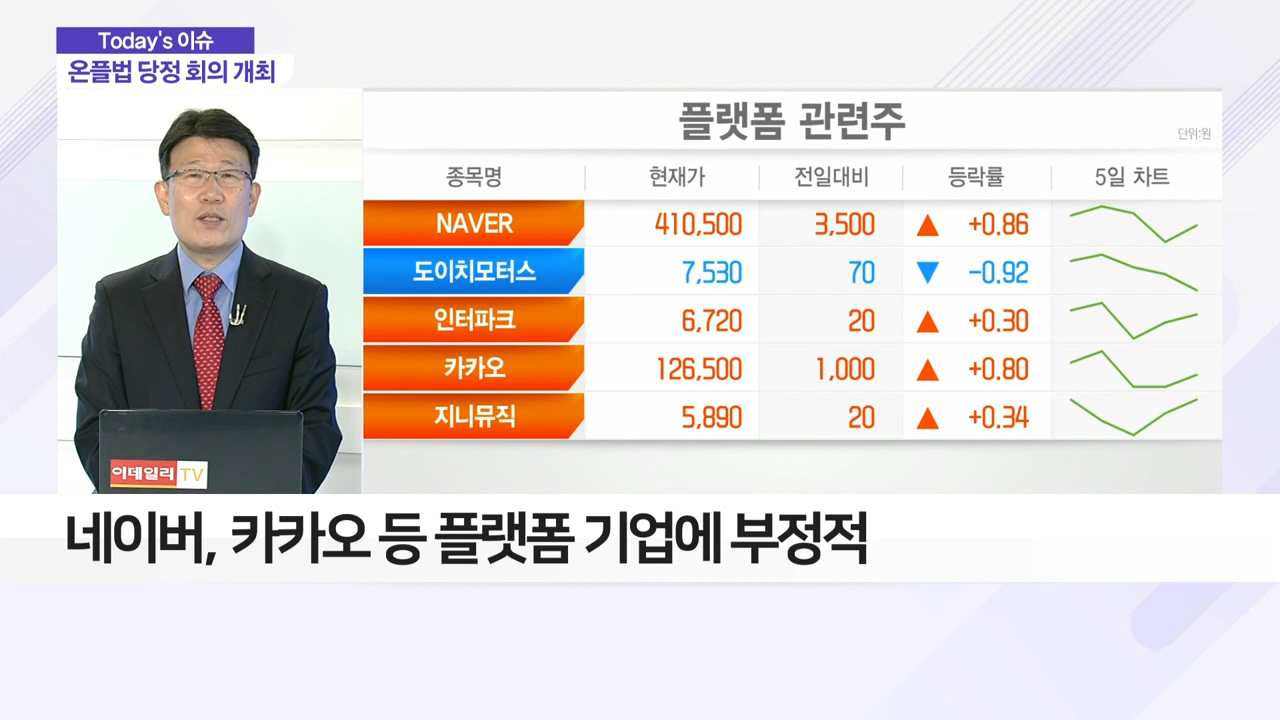 Today's 이슈
온플법 당정 회의 개최
플랫폼 관련주
단위:원
종목명 현재가 전일대비 등락률 5일 차트
NAVER 410,500 3,500 ▲ +0.86
도이치모터스 7,530 70 ▼ -0.92
인터파크 6,720 20 ▲ +0.30
카카오 126,500 1,000 ▲ +0.80
지니뮤직 5,890 20 ▲ +0.34
이데일리 TV
네이버, 카카오 등 플랫폼 기업에 부정적